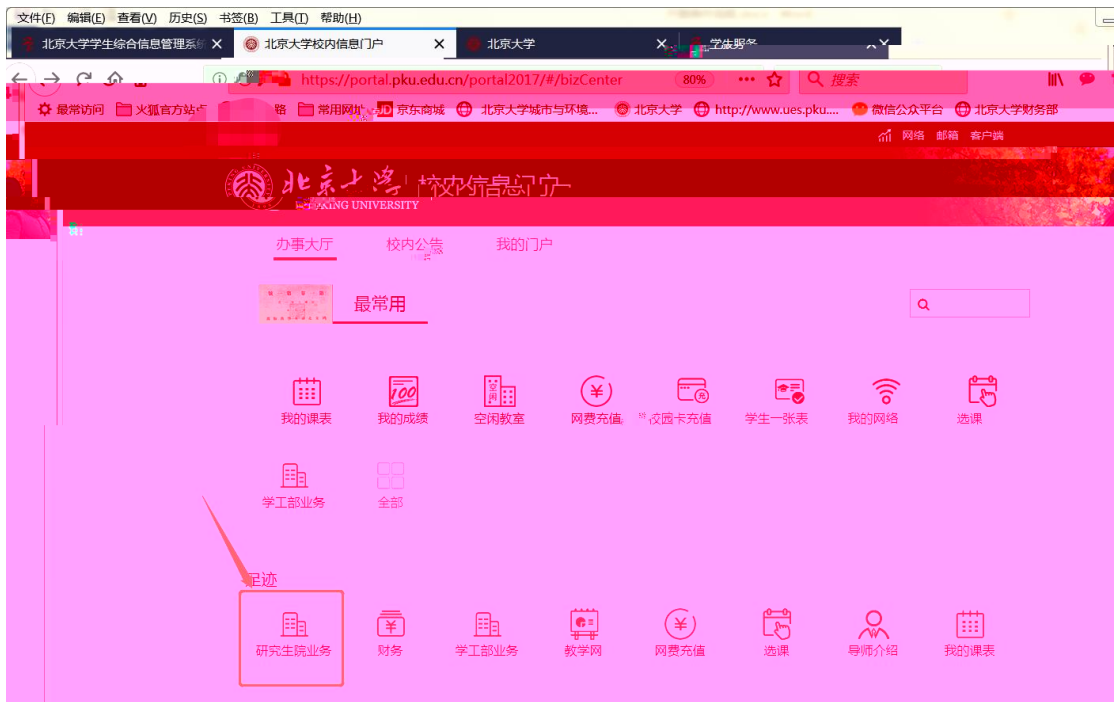 文件(F) 编辑(E) 查看(V) 历史(S) 书签(B) 工具(T) 帮助(H)
北京大学学生综合信息管理系统 北京大学校内信息门户 北京大学
https://portal.pku.edu.cn/portal2017/#/bizCenter 80% 搜索
最常访问 火狐官方站点 常用网址 JD 京东商城 北京大学城市与环境... 北京大学 http://www.ues.pku.... 微信公众平台 北京大学财务部
网络 邮箱 客户端
北京大学 校内信息门户
UNIVERSITY
办事大厅 校内公告 我的门户
最常用
我的课表 我的成绩 空闲教室 网费充值 校园卡充值 学生一张表 我的网络 选课
学工部业务 全部
足迹
研究生院业务 财务 学工部业务 教学网 网费充值 选课 导师介绍 我的课表